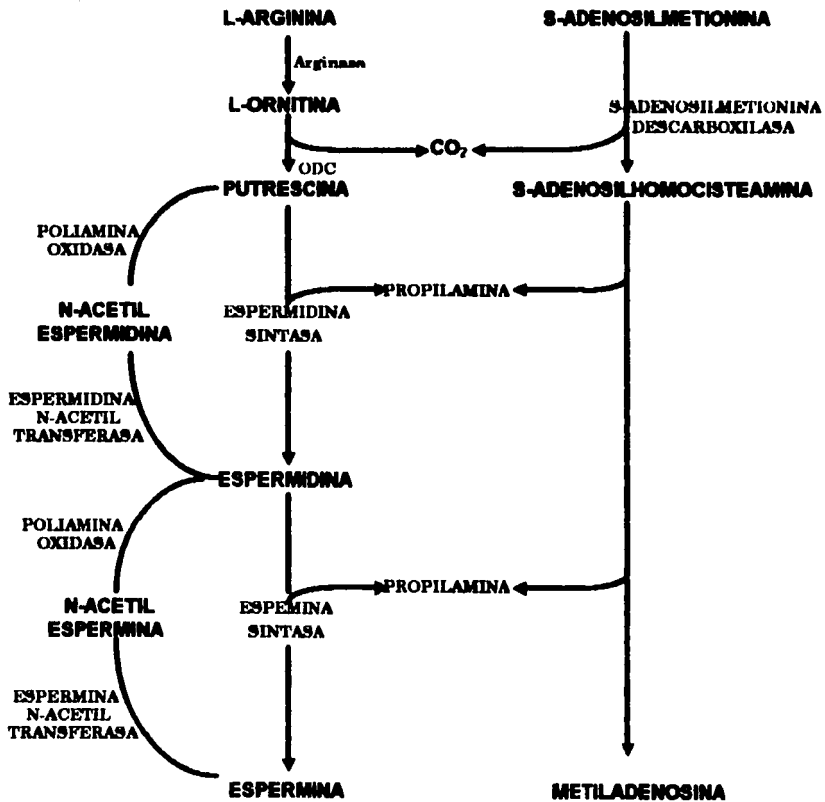 L-ARGININA
S-ADENOSILMETIONINA
Arginasa
L-ORNITINA
S-ADENOSILMETIONINA
DESCARBOXILASA
CO₂
ODC
PUTRESCINA
S-ADENOSILHOMOCISTEAMINA
POLIAMINA
OXIDASA
PROPILAMINA
N-ACETIL
ESPERMIDINA
ESPERMIDINA
SINTASA
ESPERMIDINA
N-ACETIL
TRANSFERASA
ESPERMIDINA
POLIAMINA
OXIDASA
PROPILAMINA
N-ACETIL
ESPERMINA
ESPEMINA
SINTASA
ESPERMINA
N-ACETIL
TRANSFERASA
ESPERMINA
METILADENOSINA